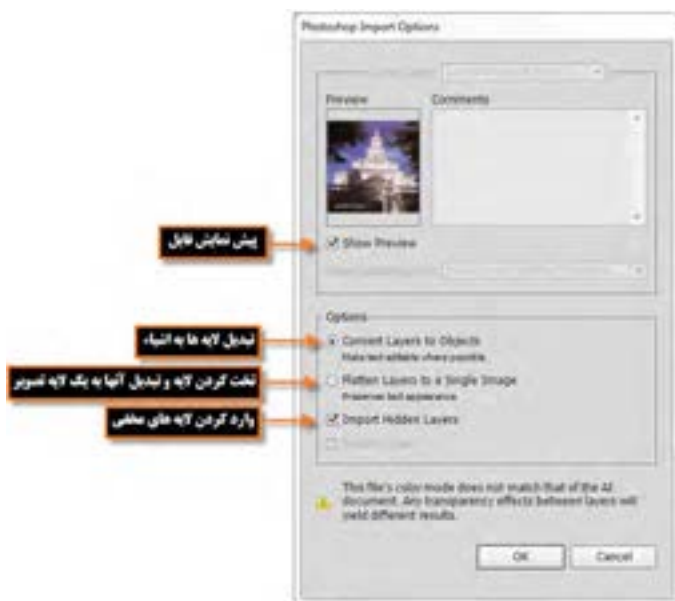 Photoshop Import Options
Preview
Comments
پیش نمایش فایل
Show Preview
Options
تبدیل لایه ها به اشیاء
Convert Layers to Objects
Make text editable where possible
تخت کردن لایه و تبدیل آنها به یک لایه تصویر
Flatten Layers to a Single Image
Preserves text appearance
وارد کردن لایه های مخفی
Import Hidden Layers
This file's color mode does not match that of the AI
document. Any transparency effects between layers will
yield different results.
OK
Cancel